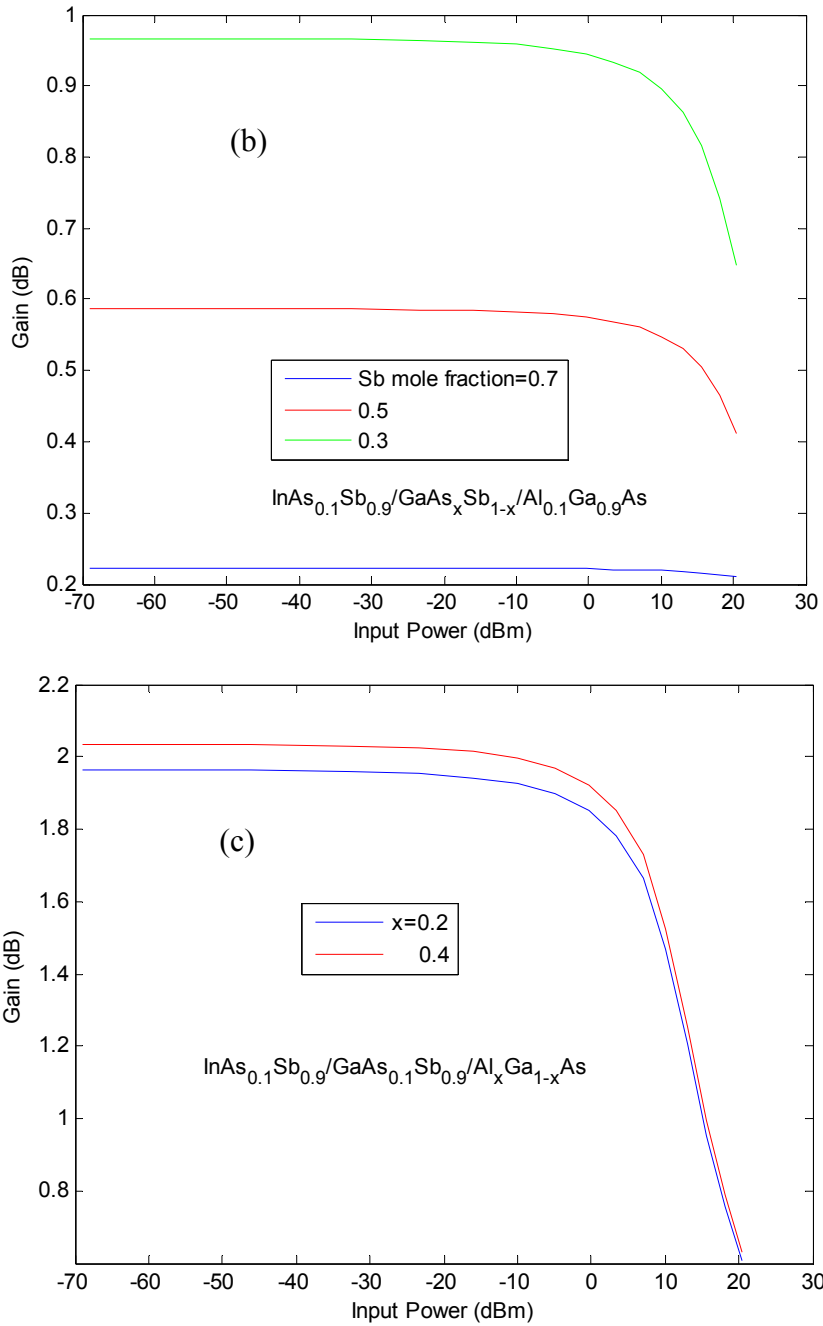 1
0.9
0.8
0.7
0.6
0.5
0.4
0.3
0.2
Gain (dB)
(b)
Sb mole fraction=0.7
0.5
0.3
InAs0.1Sb0.9/GaAsxSb1-x/Al0.1Ga0.9As
-70 -60 -50 -40 -30 -20 -10 0 10 20 30
Input Power (dBm)
2.2
2
1.8
1.6
1.4
1.2
1
0.8
Gain (dB)
(c)
x=0.2
0.4
InAs0.1Sb0.9/GaAs0.1Sb0.9/AlxGa1-xAs
-70 -60 -50 -40 -30 -20 -10 0 10 20 30
Input Power (dBm)